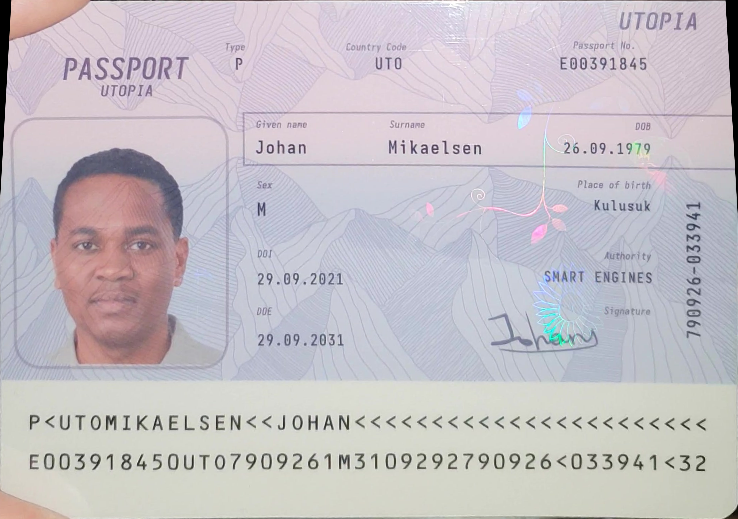 UTOPIA
PASSPORT
UTOPIA
Type
P
Country Code
UTO
Passport No.
E00391845
Given name
Johan
Surname
Mikaelsen
DOB
26.09.1979
Sex
M
Place of birth
Kulusuk
DOI
29.09.2021
Authority
SMART ENGINES
DOE
29.09.2031
Signature
Johans
790926-033941
P<UTOMIKAELSEN<<JOHAN<<<<<<<<<<<<<<<<<<<<<<<
E003918450UTO7909261M3109292790926<033941<32